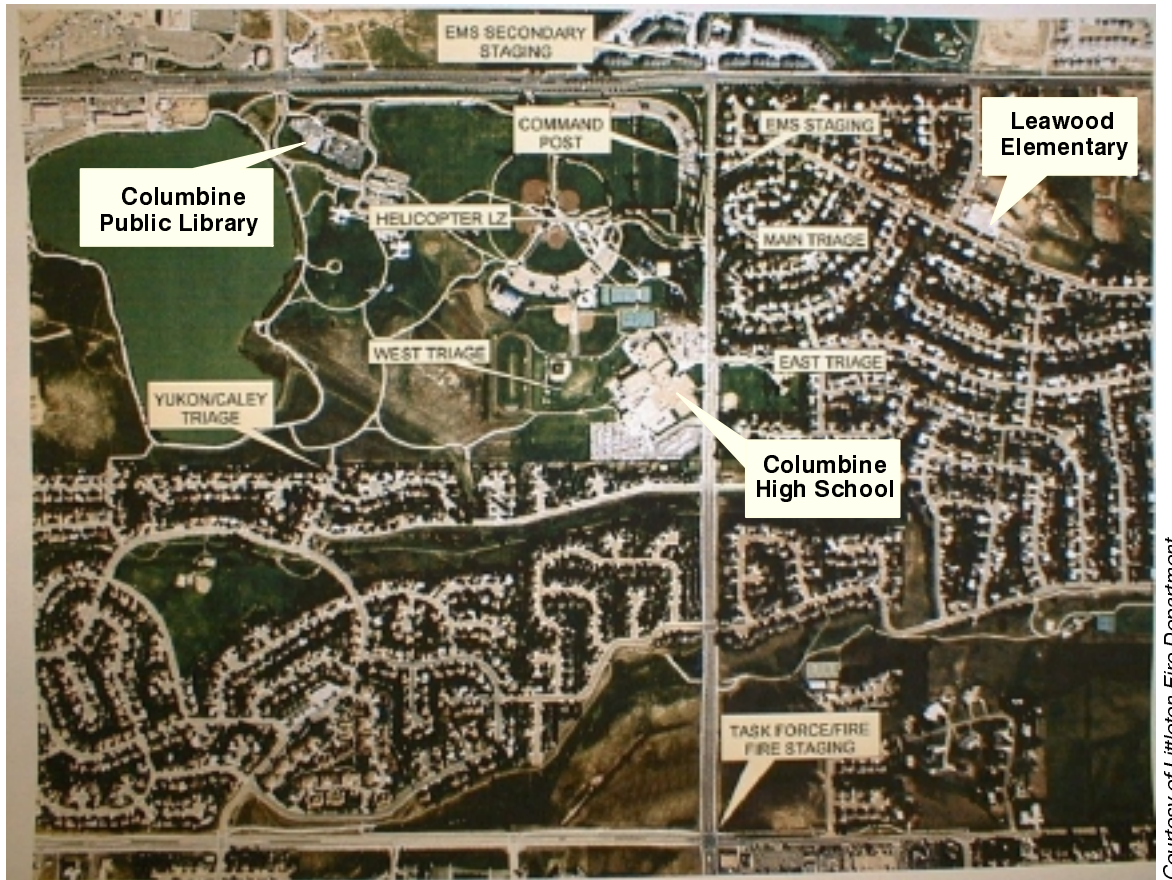 EMS SECONDARY
STAGING
COMMAND
POST
EMS STAGING
Leawood
Elementary
Columbine
Public Library
HELICOPTER LZ
MAIN TRIAGE
WEST TRIAGE
EAST TRIAGE
YUKON/CALEY
TRIAGE
Columbine
High School
TASK FORCE/FIRE
FIRE STAGING
Courtesy of Littleton Fire Department